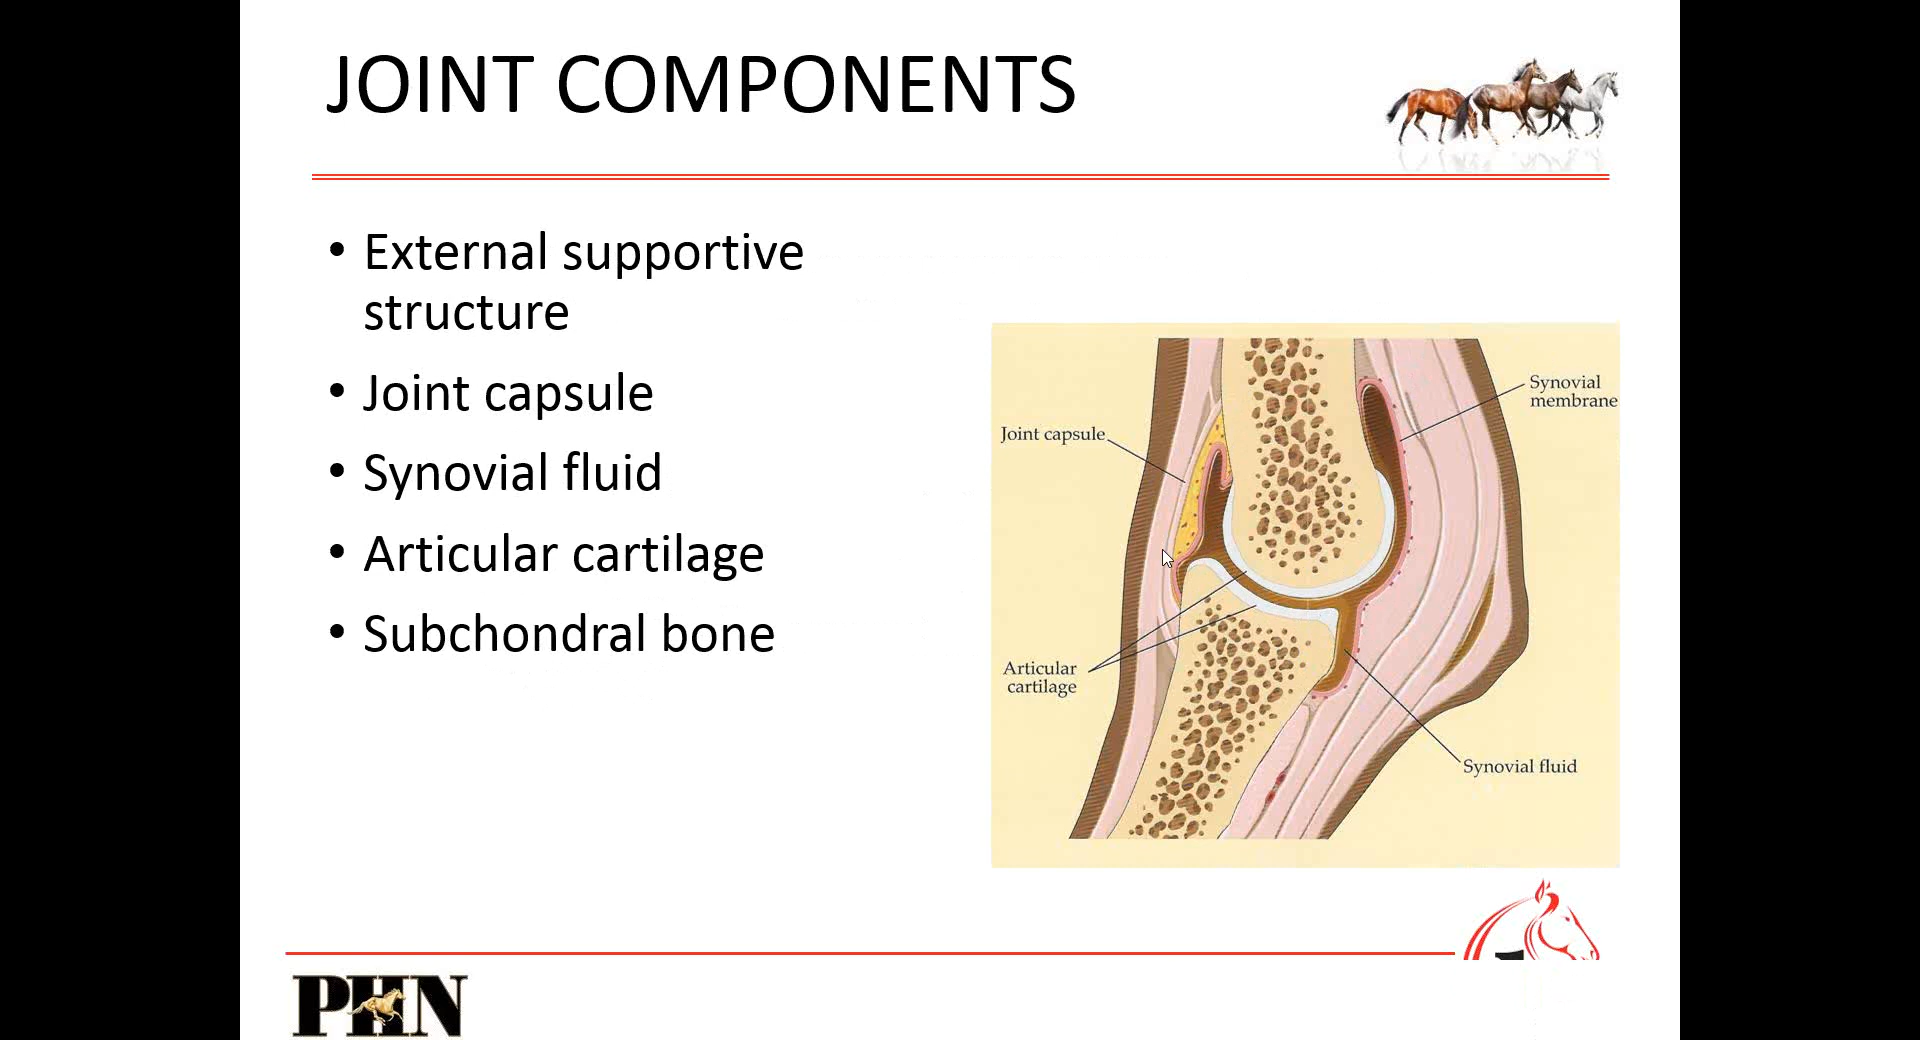 JOINT COMPONENTS
• External supportive
structure
• Joint capsule
• Synovial fluid
• Articular cartilage
• Subchondral bone
Synovial
membrane
Joint capsule
Articular
cartilage
Synovial fluid
PHN